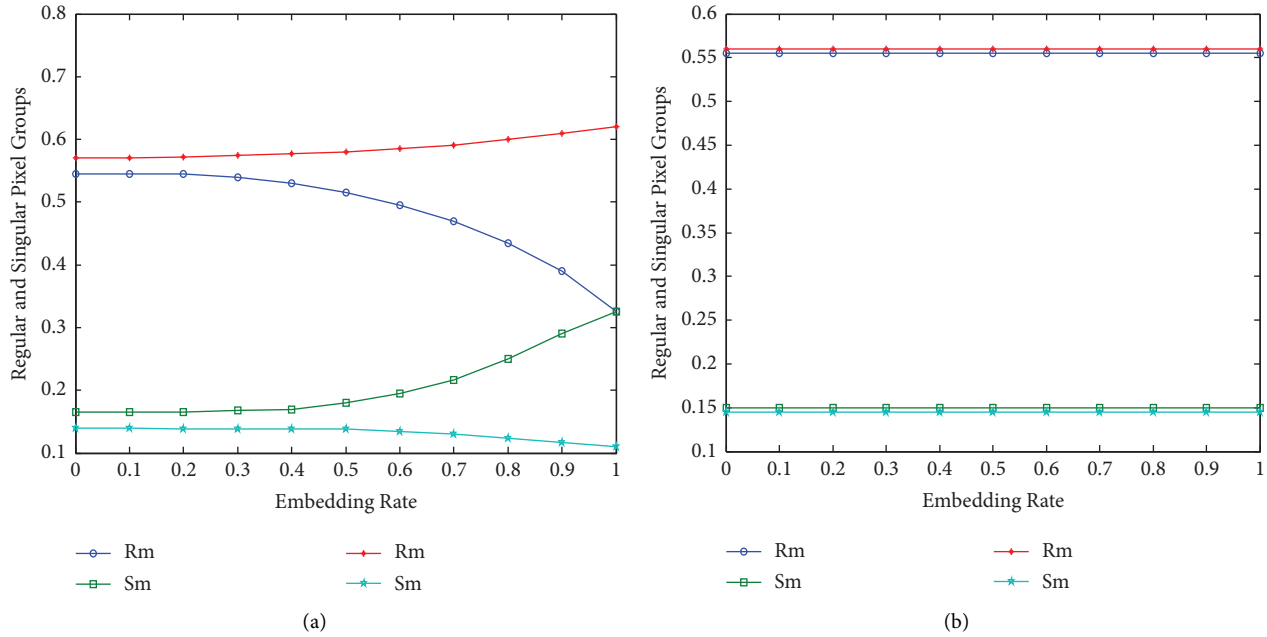 0.8
0.7
0.6
0.5
0.4
0.3
0.2
0.1
Regular and Singular Pixel Groups
0 0.1 0.2 0.3 0.4 0.5 0.6 0.7 0.8 0.9 1
Embedding Rate
Rm Rm
Sm Sm
(a)
0.6
0.55
0.5
0.45
0.4
0.35
0.3
0.25
0.2
0.15
0.1
Regular and Singular Pixel Groups
0 0.1 0.2 0.3 0.4 0.5 0.6 0.7 0.8 0.9 1
Embedding Rate
Rm Rm
Sm Sm
(b)